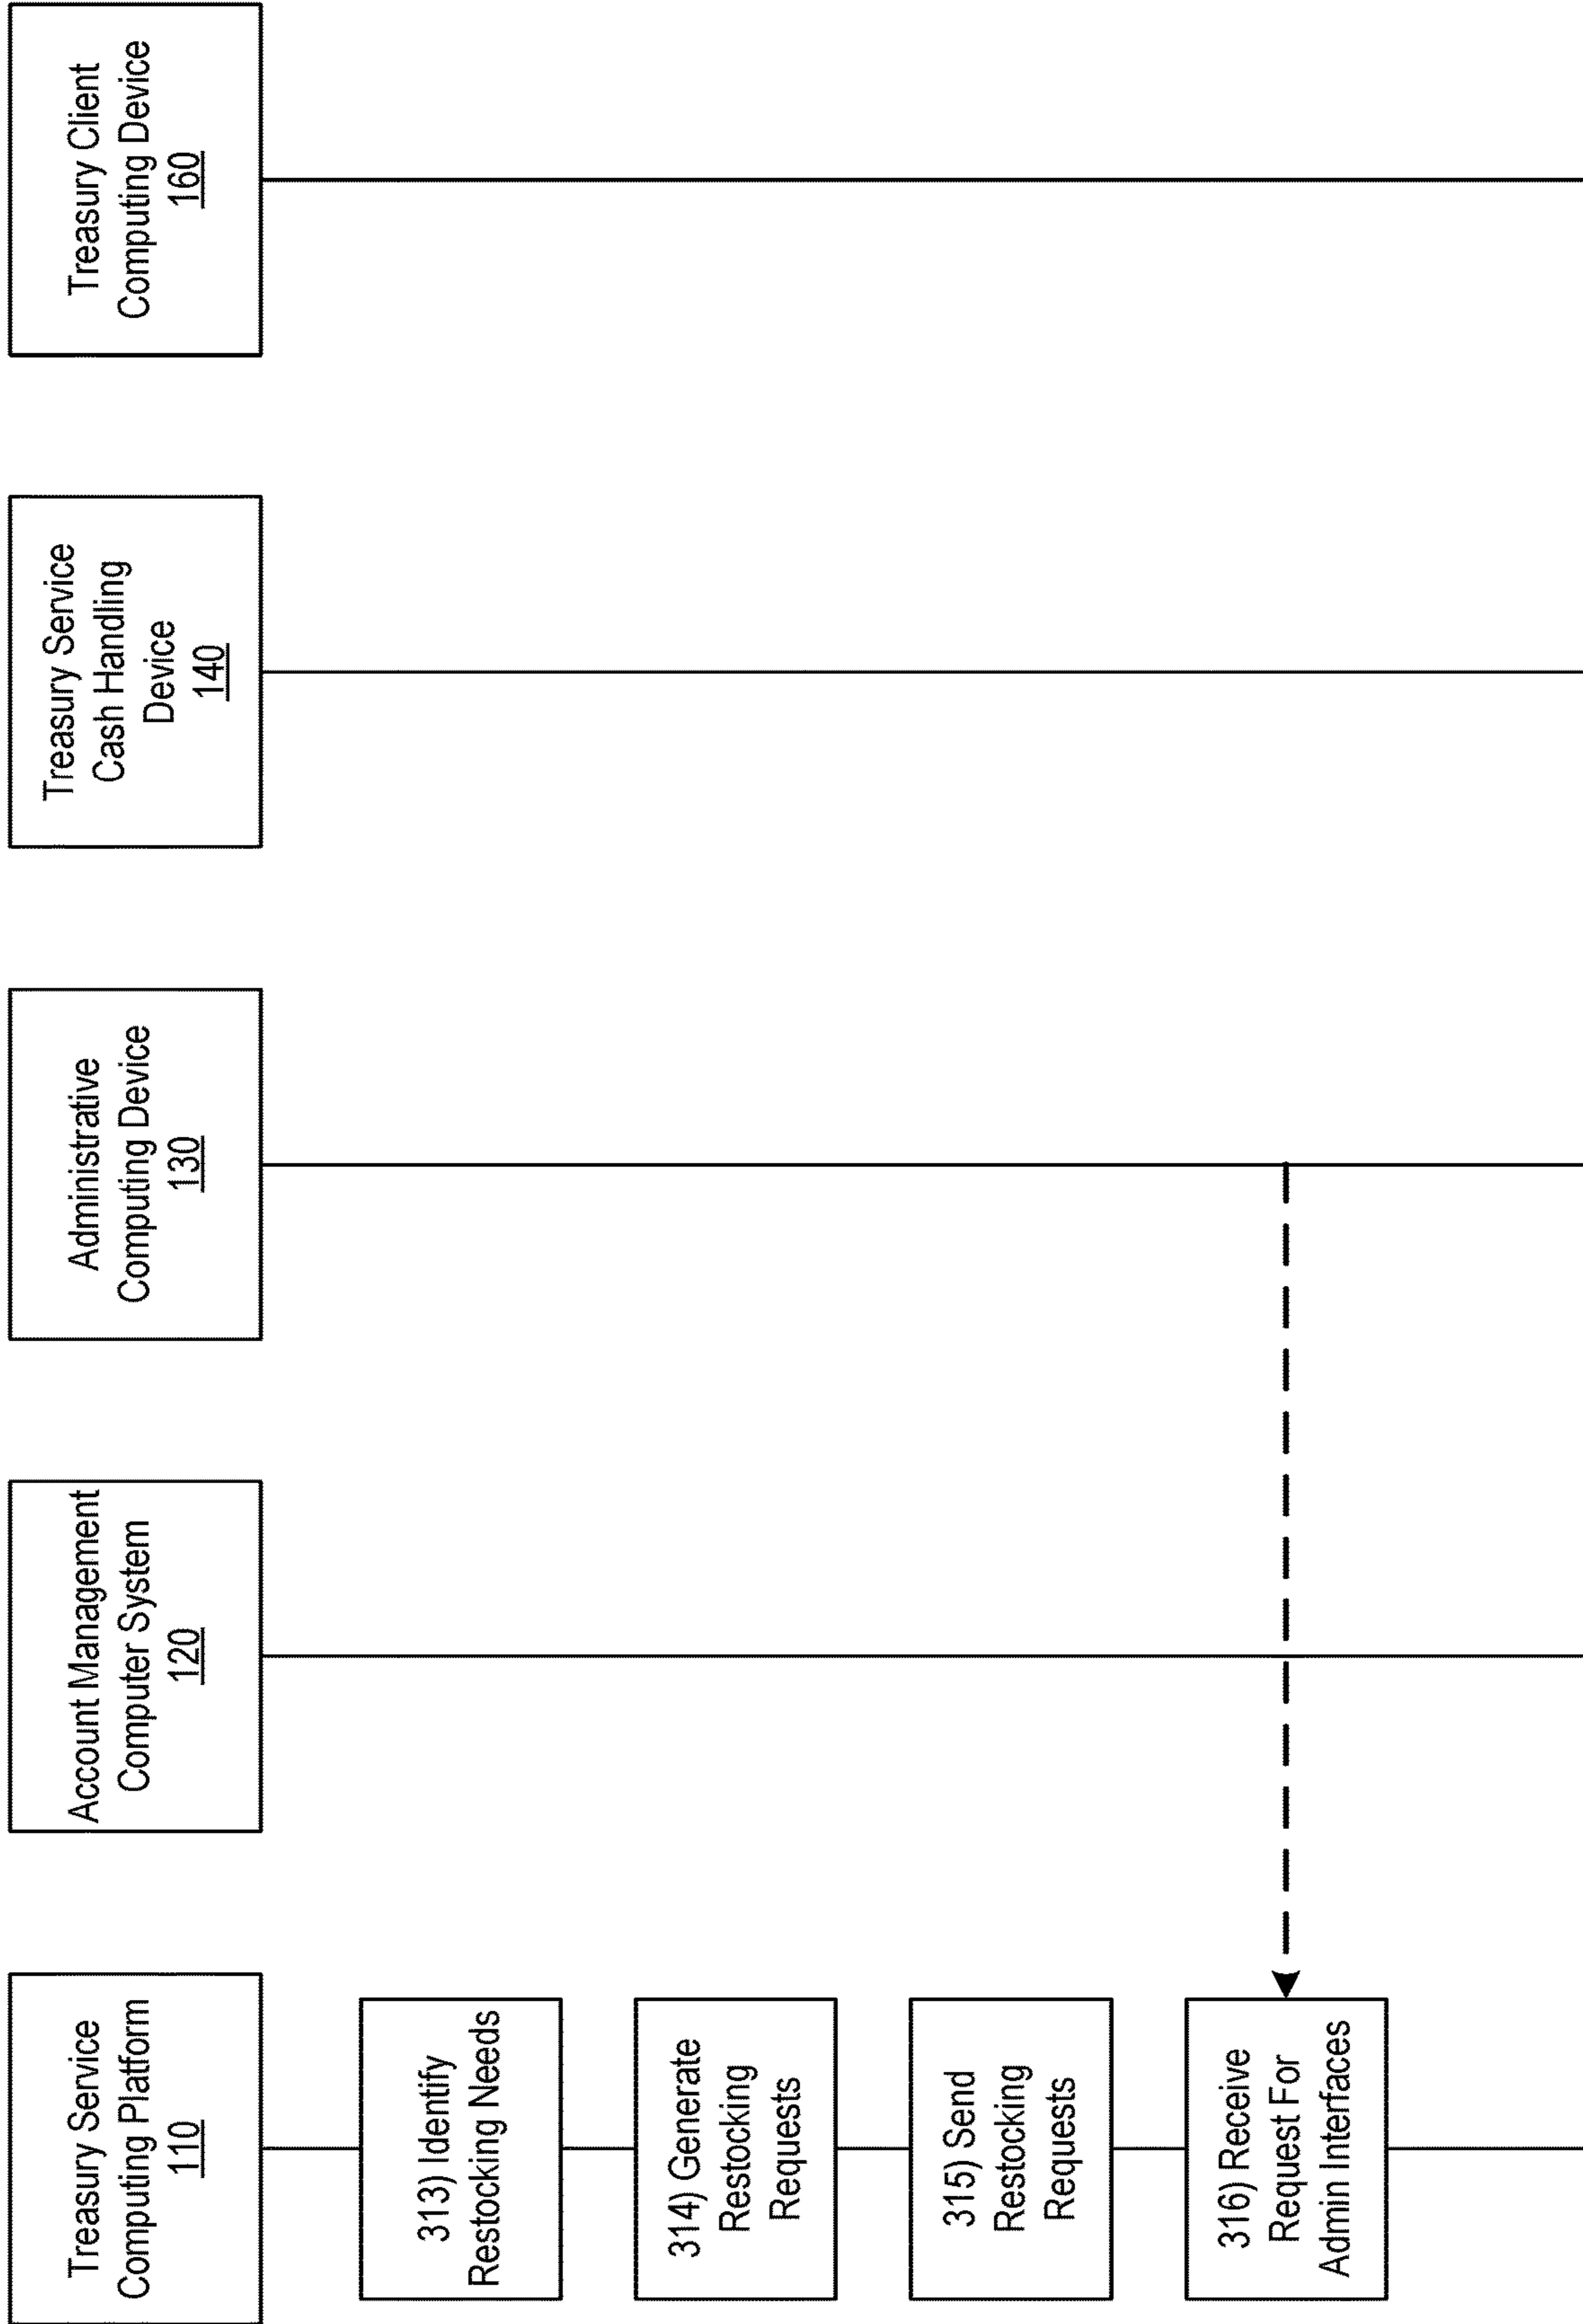 Treasury Service
Computing Platform
110
Account Management
Computer System
120
Administrative
Computing Device
130
Treasury Service
Cash Handling
Device
140
Treasury Client
Computing Device
160
313) Identify
Restocking Needs
314) Generate
Restocking
Requests
315) Send
Restocking
Requests
316) Receive
Request For
Admin Interfaces